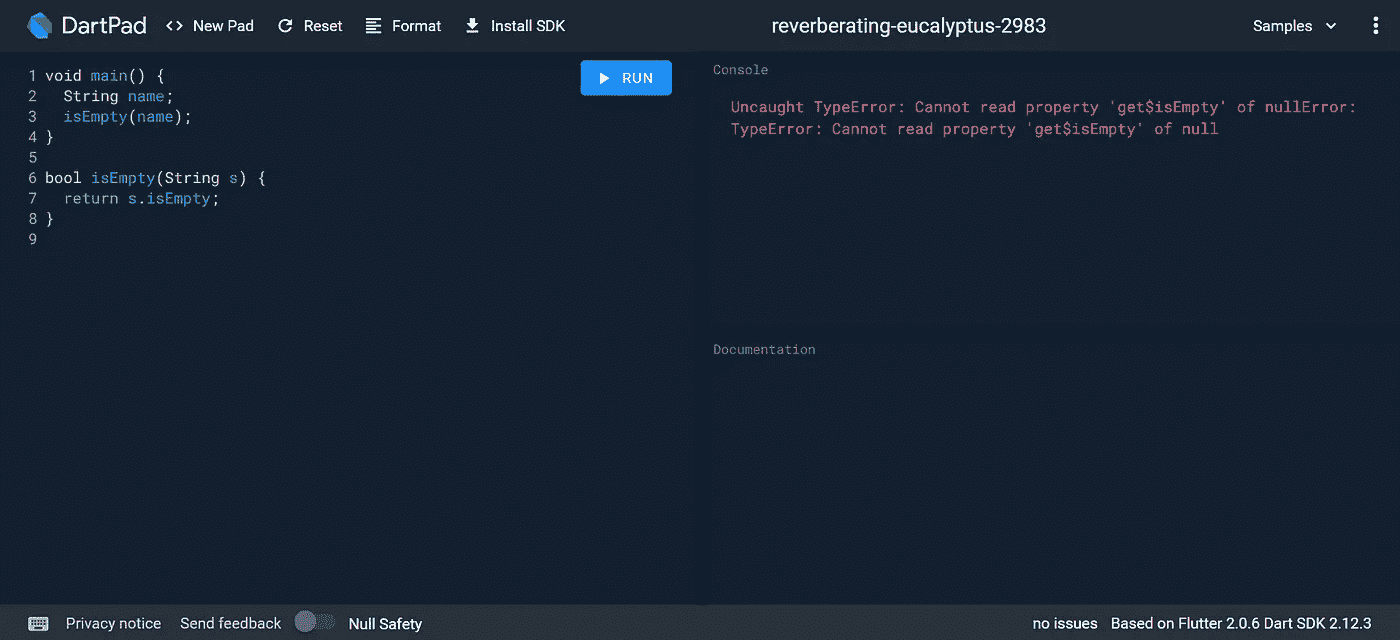 DartPad <> New Pad Reset Format Install SDK reverberating-eucalyptus-2983 Samples
1 void main() {
2   String name;
3   isEmpty(name);
4 }
5
6 bool isEmpty(String s) {
7   return s.isEmpty;
8 }
9
RUN
Console
Uncaught TypeError: Cannot read property 'get$isEmpty' of nullError:
TypeError: Cannot read property 'get$isEmpty' of null
Documentation
Privacy notice Send feedback Null Safety no issues Based on Flutter 2.0.6 Dart SDK 2.12.3